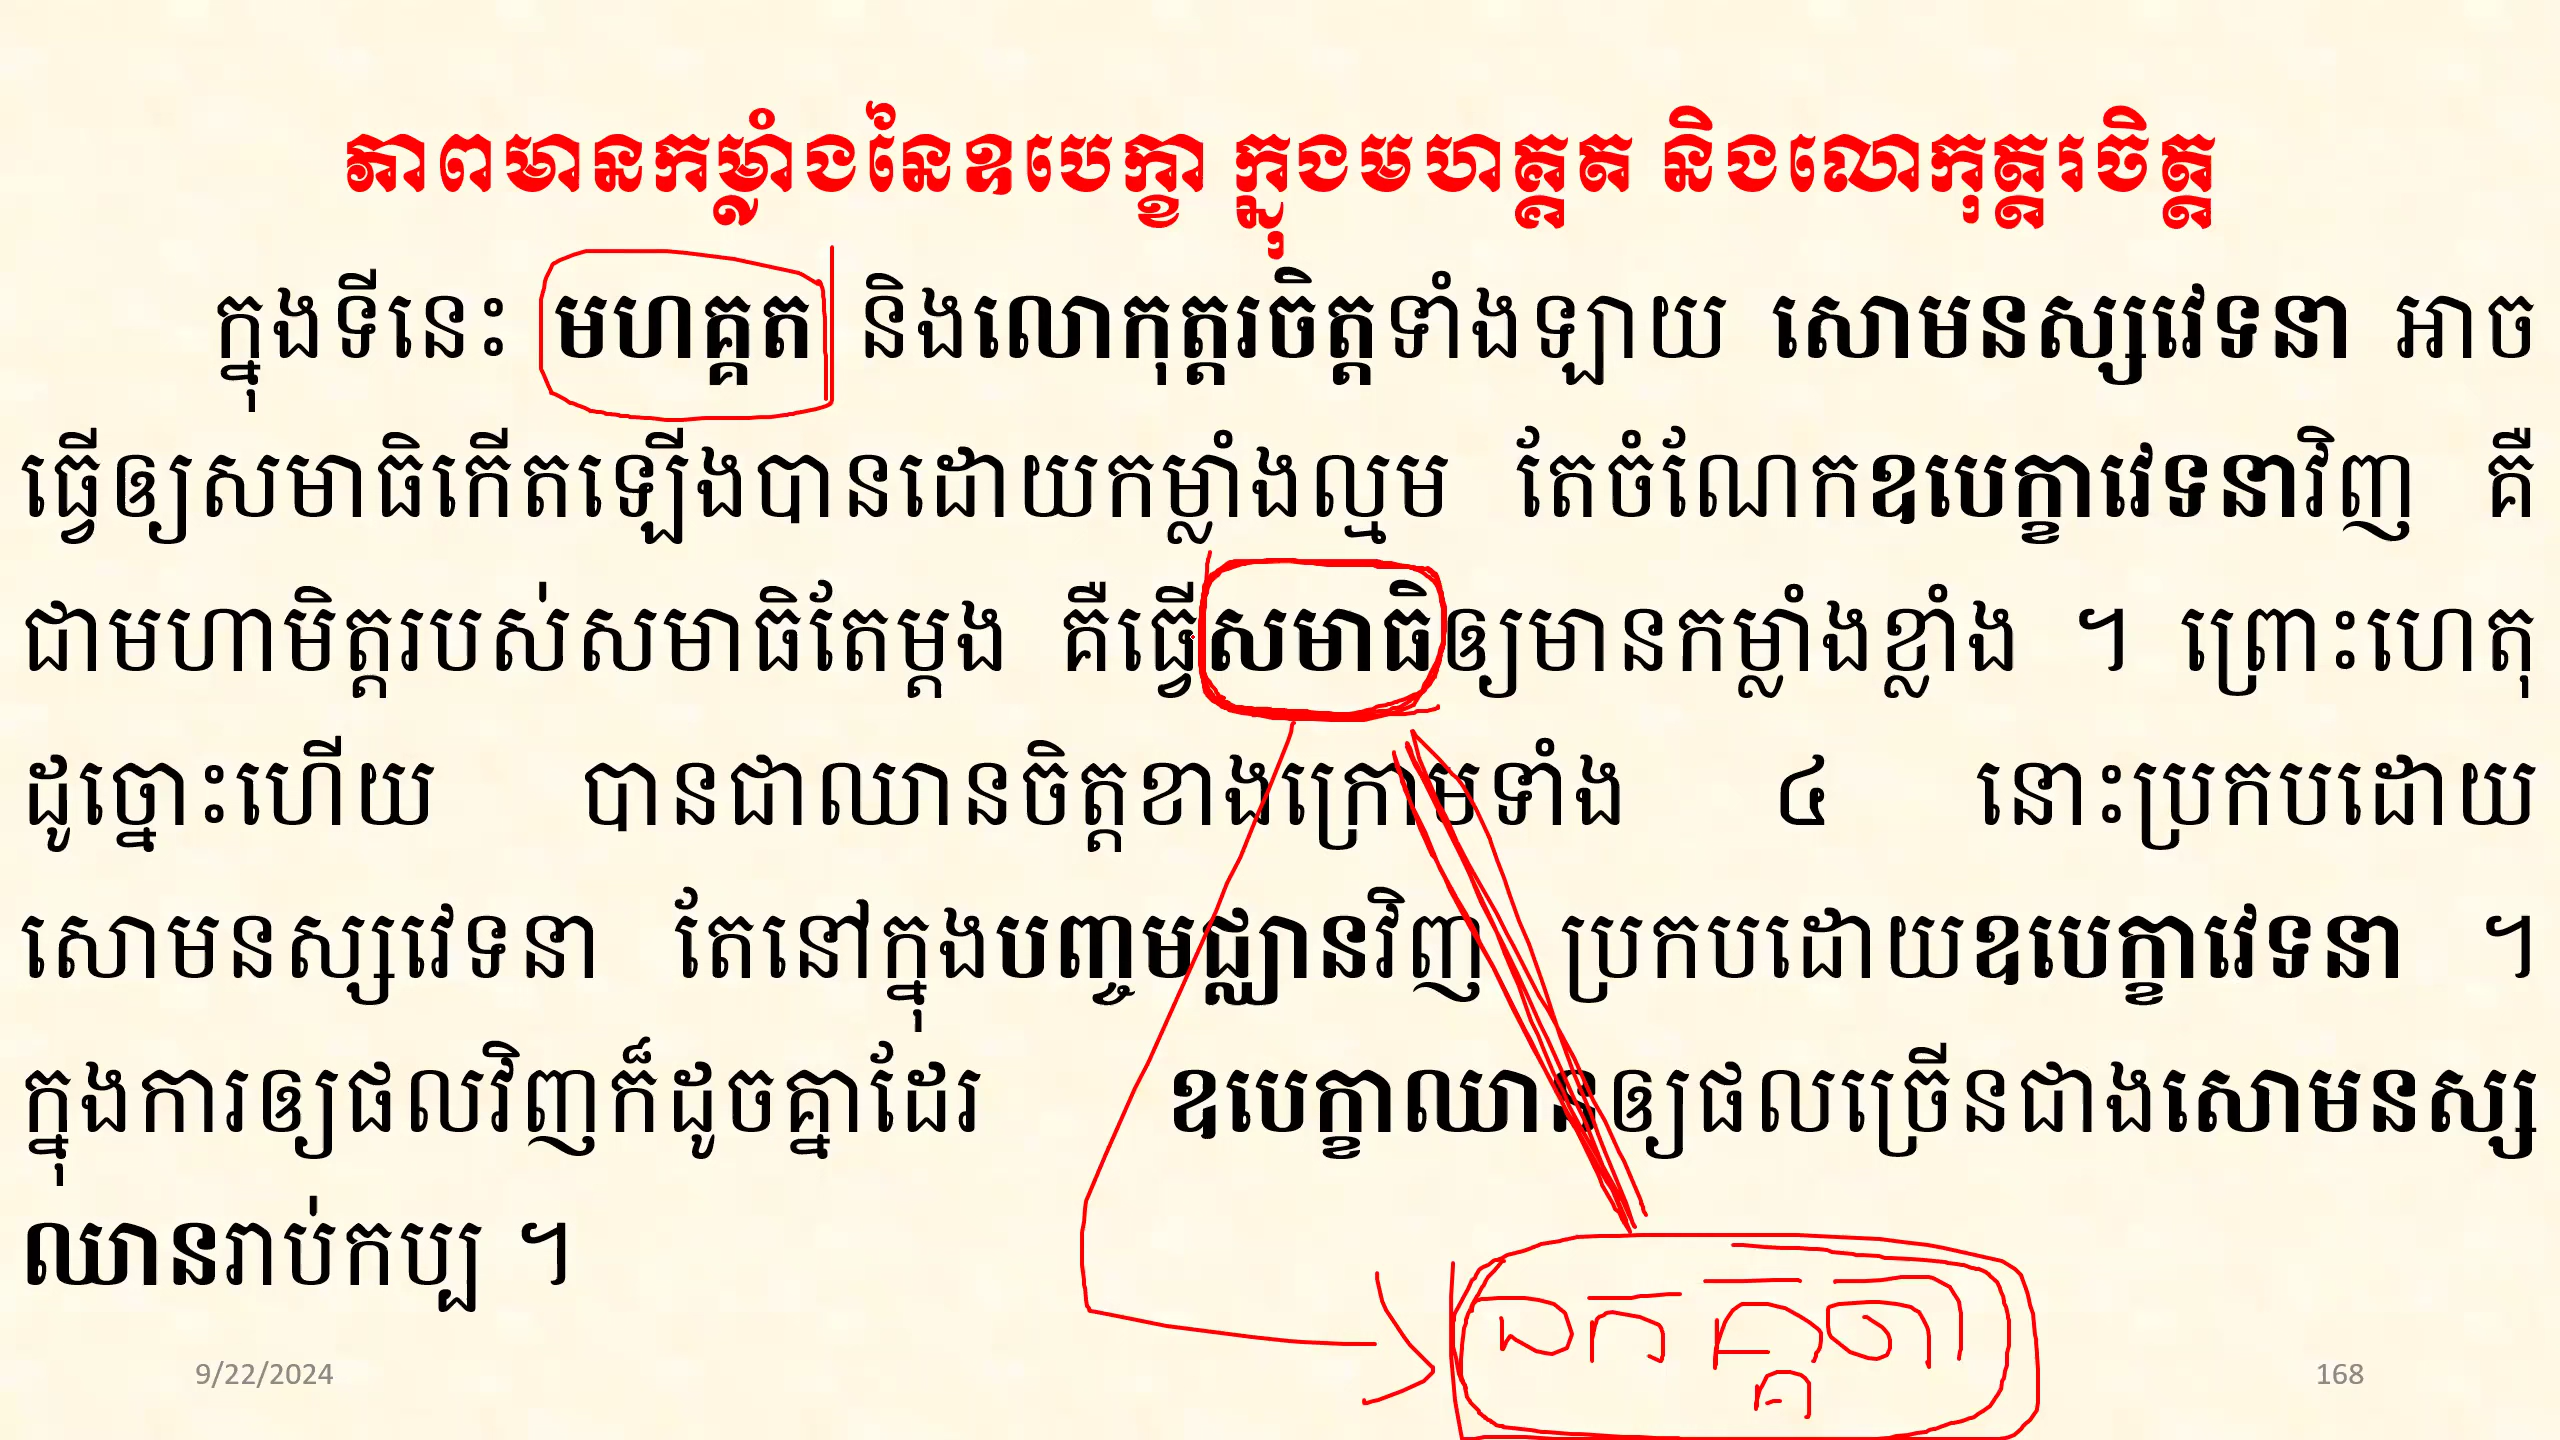 ភាពមានកម្លាំងនៃឧបេក្ខា ក្នុងមហគ្គត និងលោកុត្តរចិត្ត
ក្នុងទីនេះ មហគ្គត និងលោកុត្តរចិត្តទាំងឡាយ សោមនស្សវេទនា អាច
ធ្វើឲ្យសមាធិកើតឡើងបានដោយកម្លាំងល្មម តែចំណែកឧបេក្ខាវេទនាវិញ គឺ
ជាមហាមិត្តរបស់សមាធិតែម្តង គឺធ្វើសមាធិឲ្យមានកម្លាំងខ្លាំង ។ ព្រោះហេតុ
ដូច្នោះហើយ បានជាឈានចិត្តខាងក្រោមទាំង ៤ នោះប្រកបដោយ
សោមនស្សវេទនា តែនៅក្នុងបញ្ចមជ្ឈានវិញ ប្រកបដោយឧបេក្ខាវេទនា ។
ក្នុងការឲ្យផលវិញក៏ដូចគ្នាដែរ ឧបេក្ខាឈានឲ្យផលច្រើនជាងសោមនស្ស
ឈានរាប់កប្ប ។
ឯកគ្គតា
9/22/2024
168